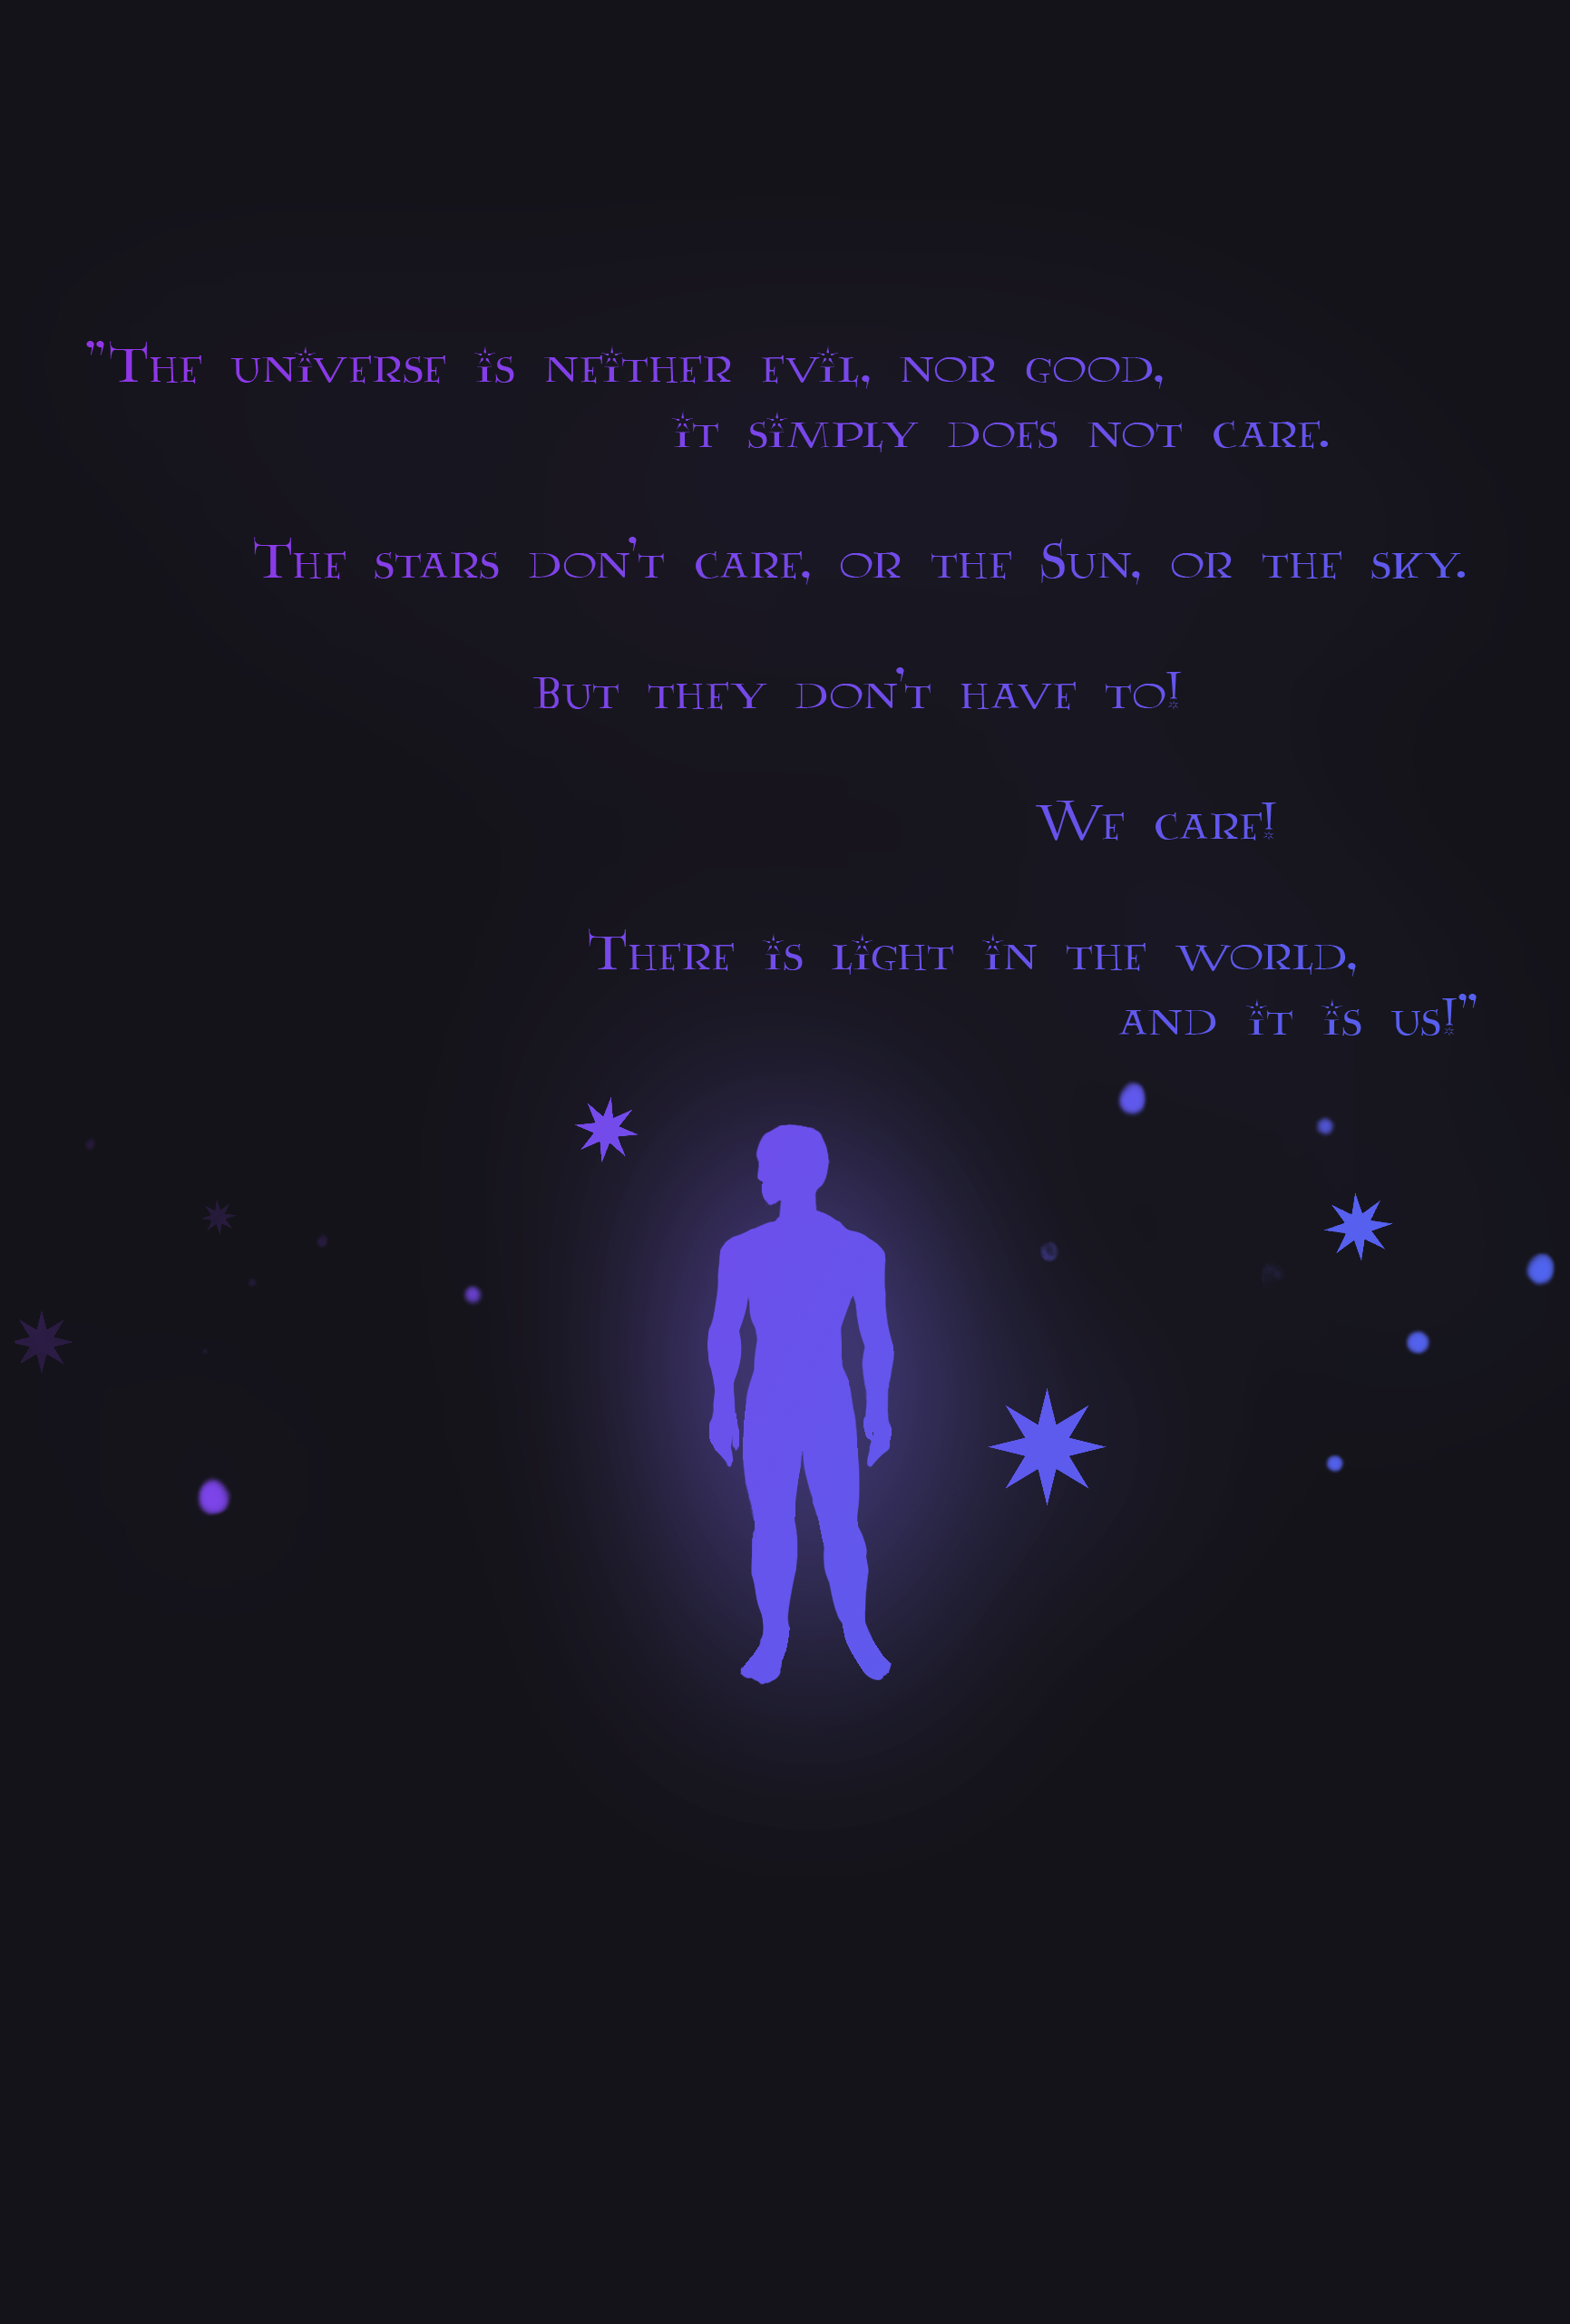 "The universe is neither evil, nor good,
it simply does not care.
The stars don't care, or the Sun, or the sky.
But they don't have to!
We care!
There is light in the world,
and it is us!"